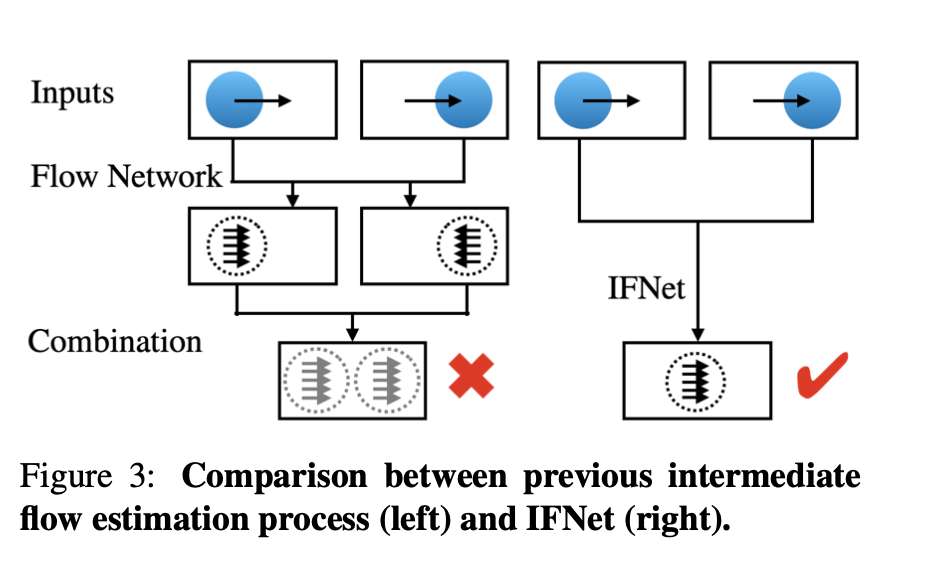 Inputs
Flow Network
IFNet
Combination
Figure 3: Comparison between previous intermediate
flow estimation process (left) and IFNet (right).